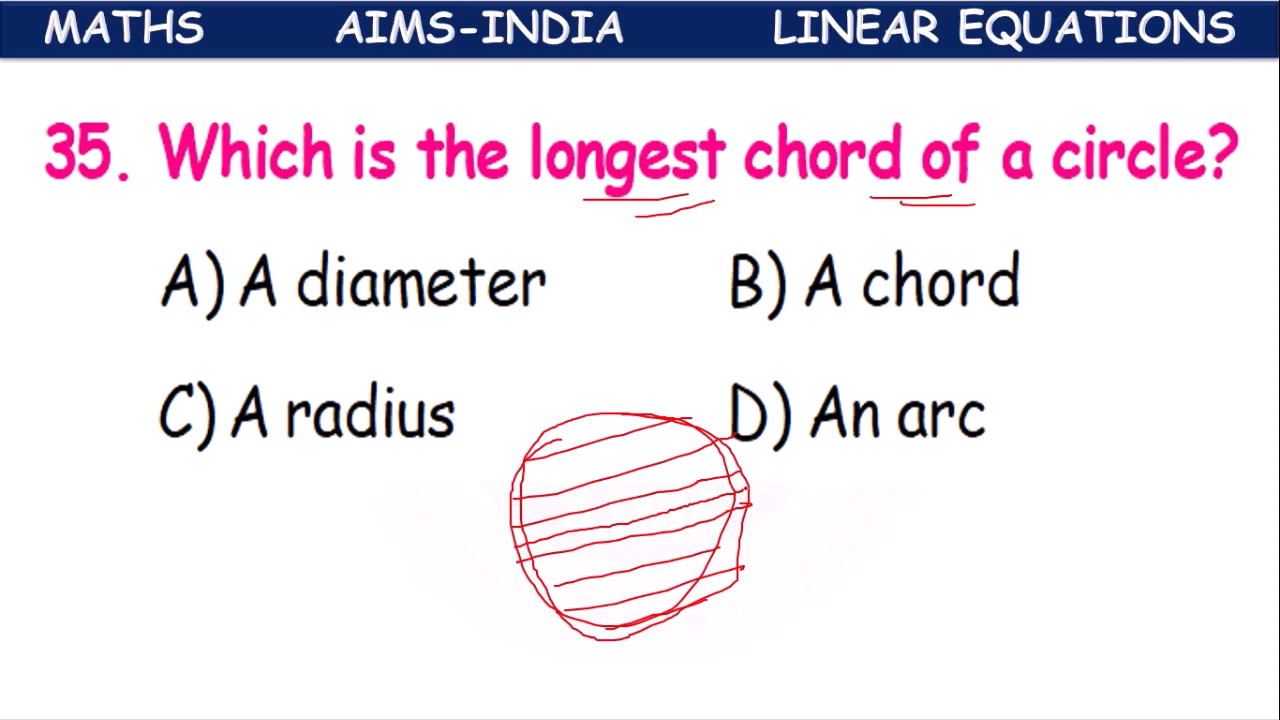 MATHS AIMS-INDIA LINEAR EQUATIONS
35. Which is the longest chord of a circle?
A) A diameter B) A chord
C) A radius D) An arc